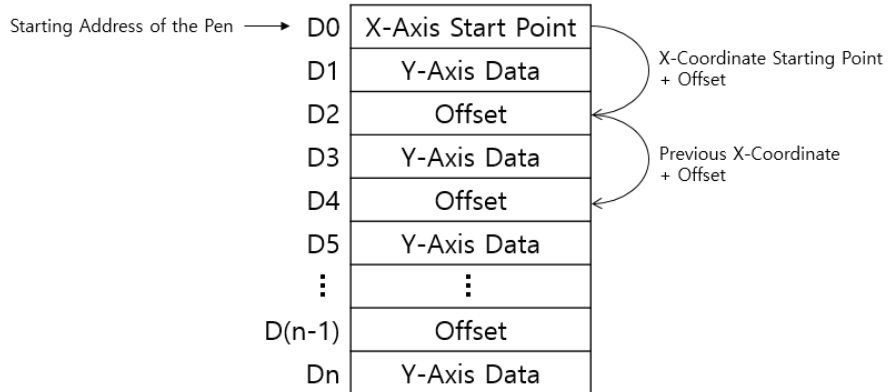 Starting Address of the Pen
D0 X-Axis Start Point
X-Coordinate Starting Point
+ Offset
D1 Y-Axis Data
D2 Offset
D3 Y-Axis Data
Previous X-Coordinate
+ Offset
D4 Offset
D5 Y-Axis Data
⋮ ⋮
D(n-1) Offset
Dn Y-Axis Data